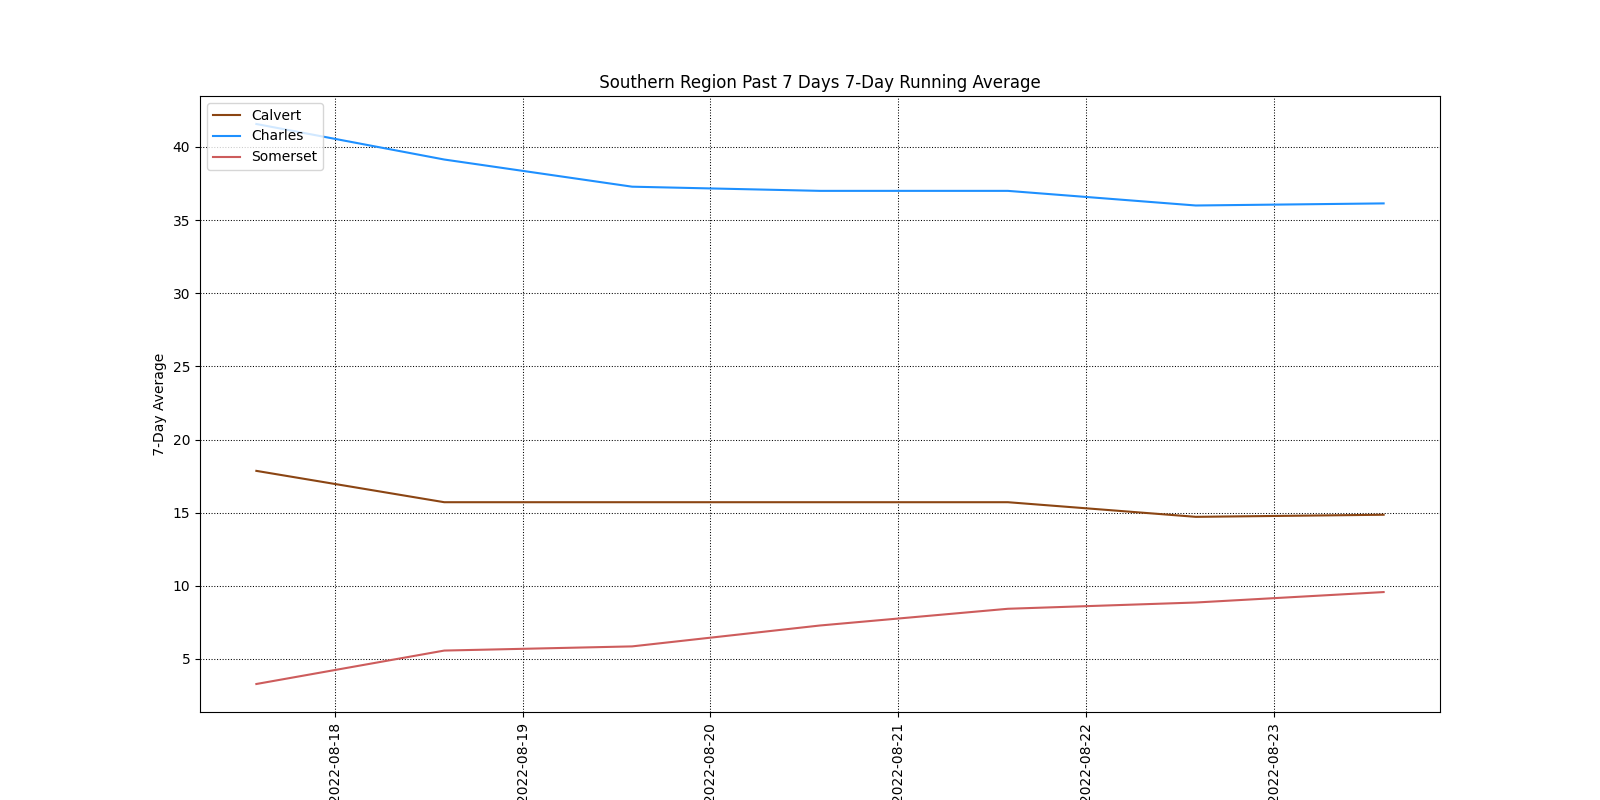 Southern Region Past 7 Days 7-Day Running Average
Calvert
Charles
Somerset
7-Day Average
40
35
30
25
20
15
10
5
2022-08-18
2022-08-19
2022-08-20
2022-08-21
2022-08-22
2022-08-23